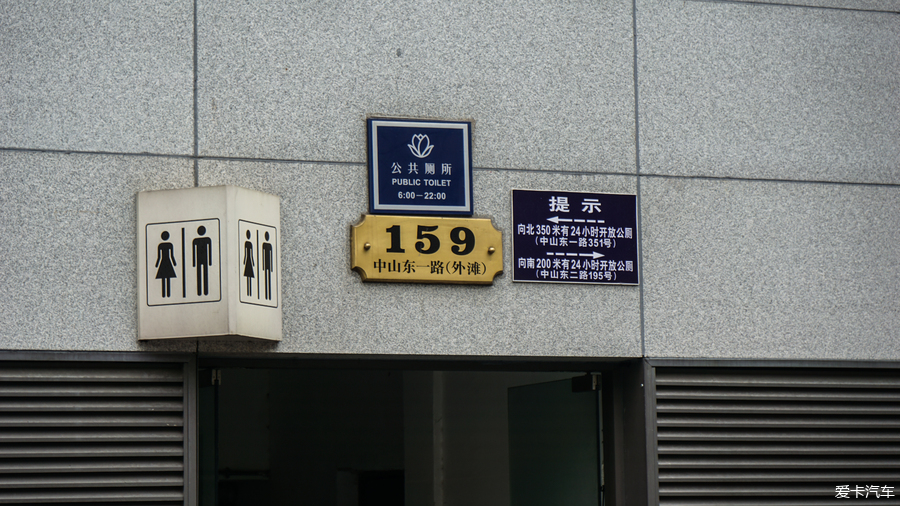 公共厕所
PUBLIC TOILET
6:00－22:00
159
中山东一路(外滩)
提示
向北350米有24小时开放公厕
(中山东一路351号)
向南200米有24小时开放公厕
(中山东二路195号)
爱卡汽车